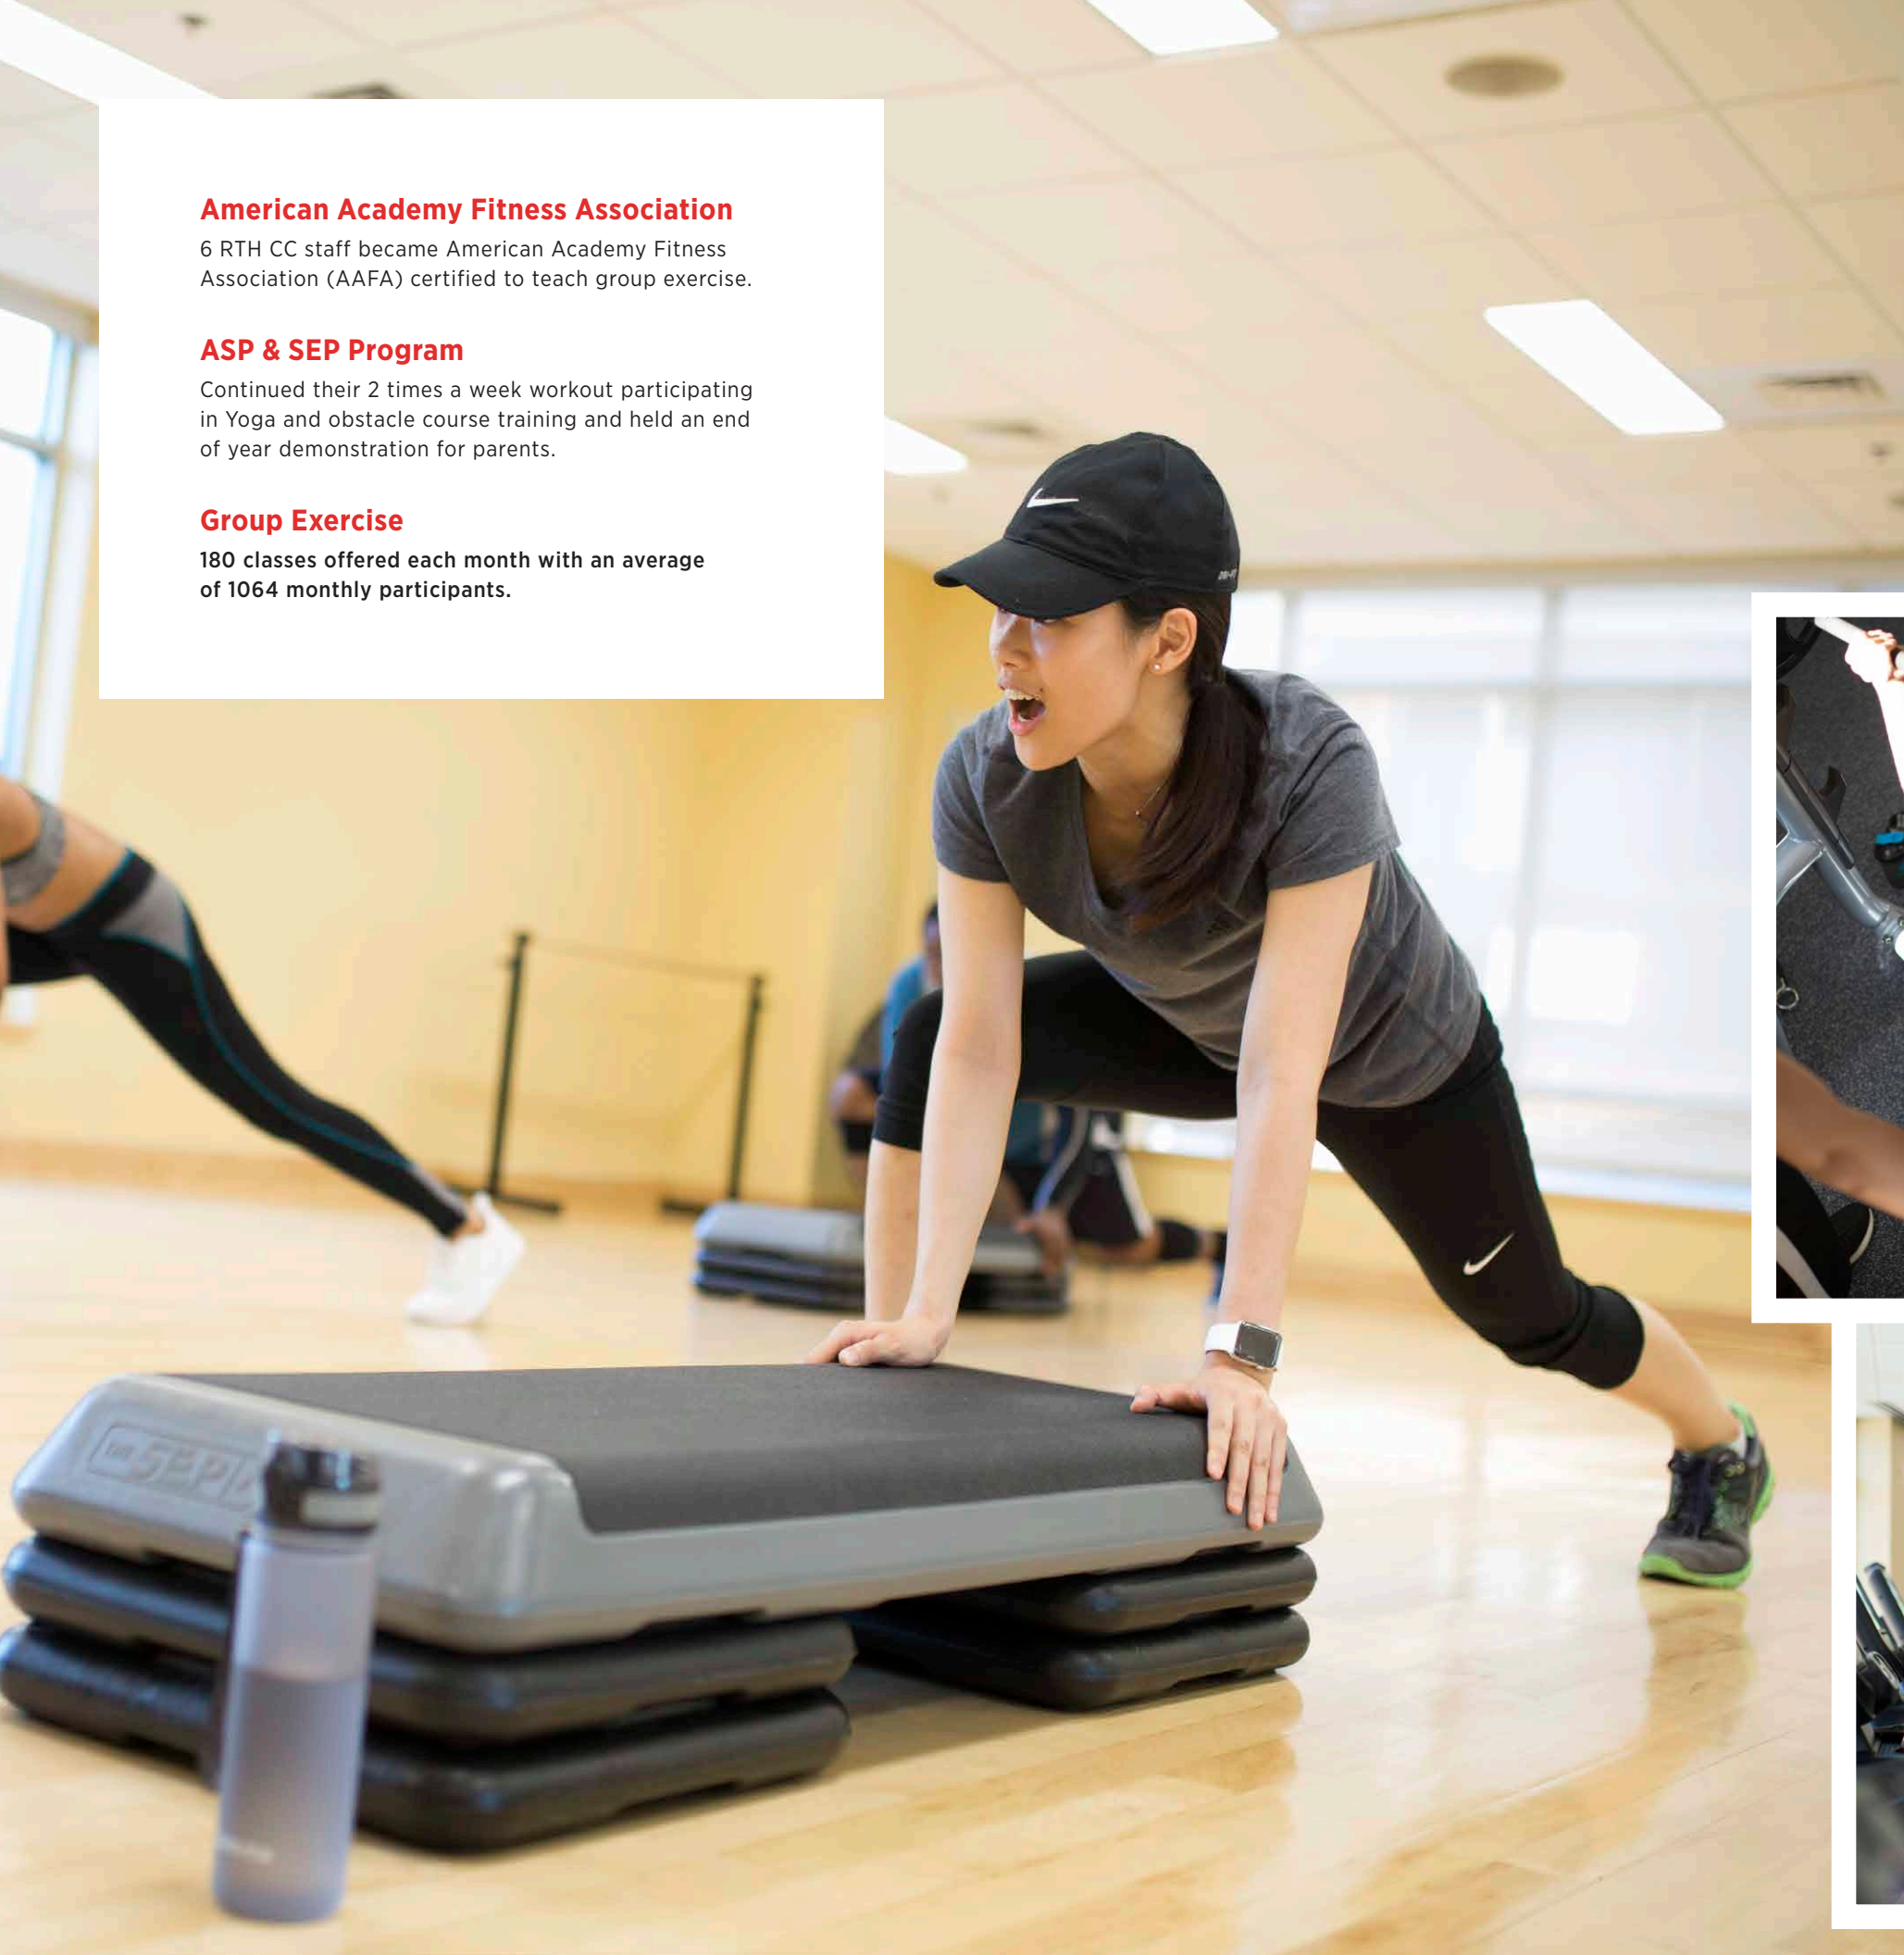 American Academy Fitness Association
6 RTH CC staff became American Academy Fitness
Association (AAFA) certified to teach group exercise.
ASP & SEP Program
Continued their 2 times a week workout participating
in Yoga and obstacle course training and held an end
of year demonstration for parents.
Group Exercise
180 classes offered each month with an average
of 1064 monthly participants.